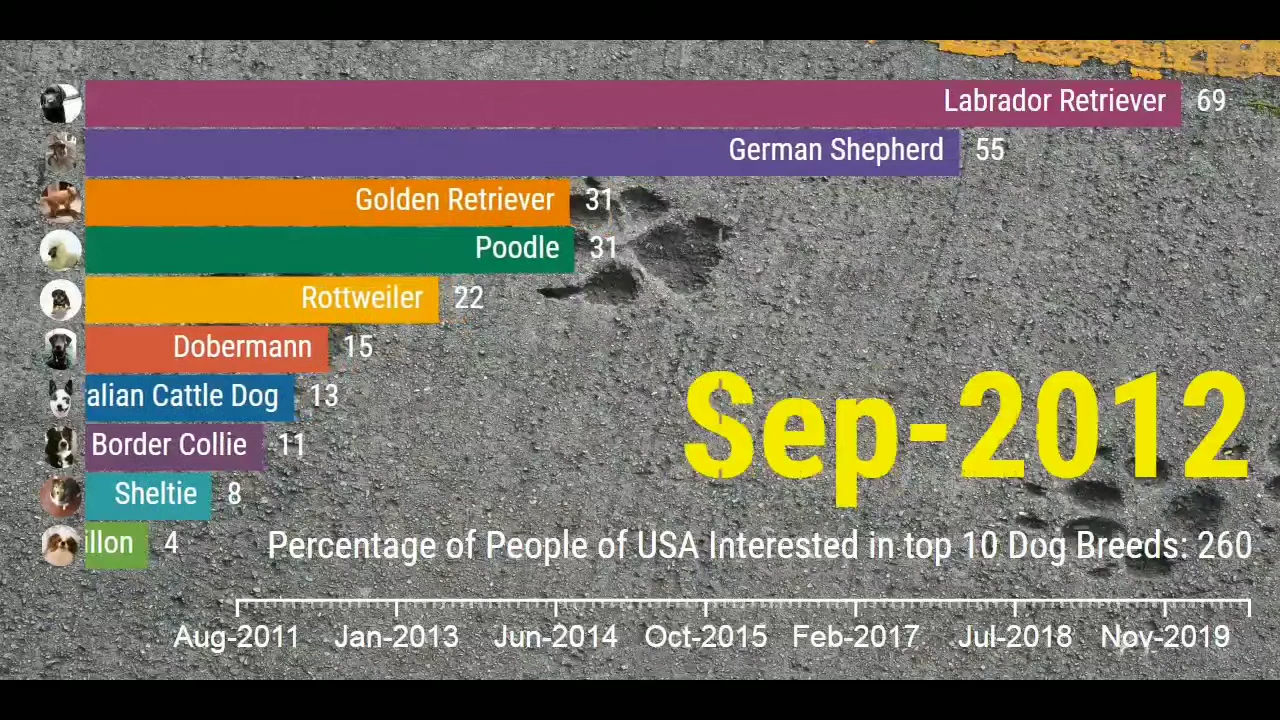 Labrador Retriever 69
German Shepherd 55
Golden Retriever 31
Poodle 31
Rottweiler 22
Dobermann 15
alian Cattle Dog 13
Border Collie 11
Sheltie 8
illon 4
Sep-2012
Percentage of People of USA Interested in top 10 Dog Breeds: 260
Aug-2011 Jan-2013 Jun-2014 Oct-2015 Feb-2017 Jul-2018 Nov-2019